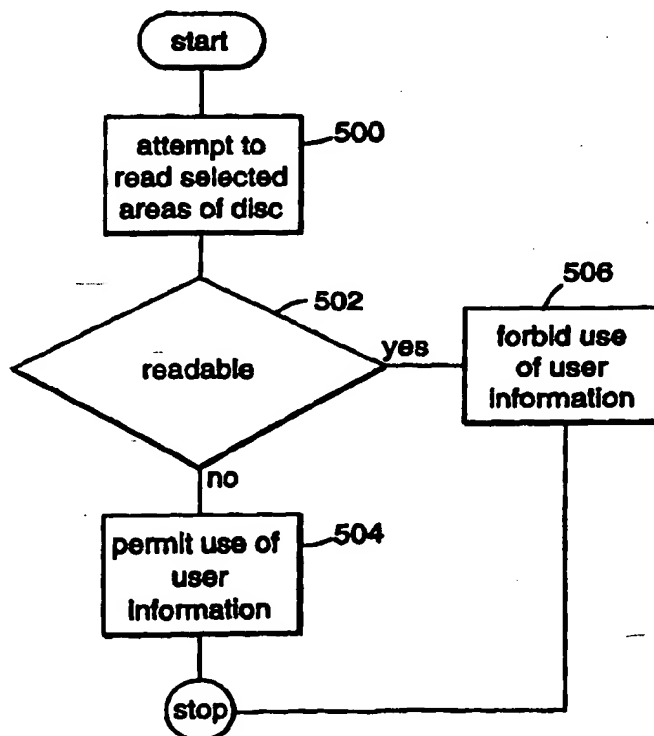 start
500
attempt to
read selected
areas of disc
502
readable
yes
506
forbid use
of user
information
no
504
permit use of
user
information
stop